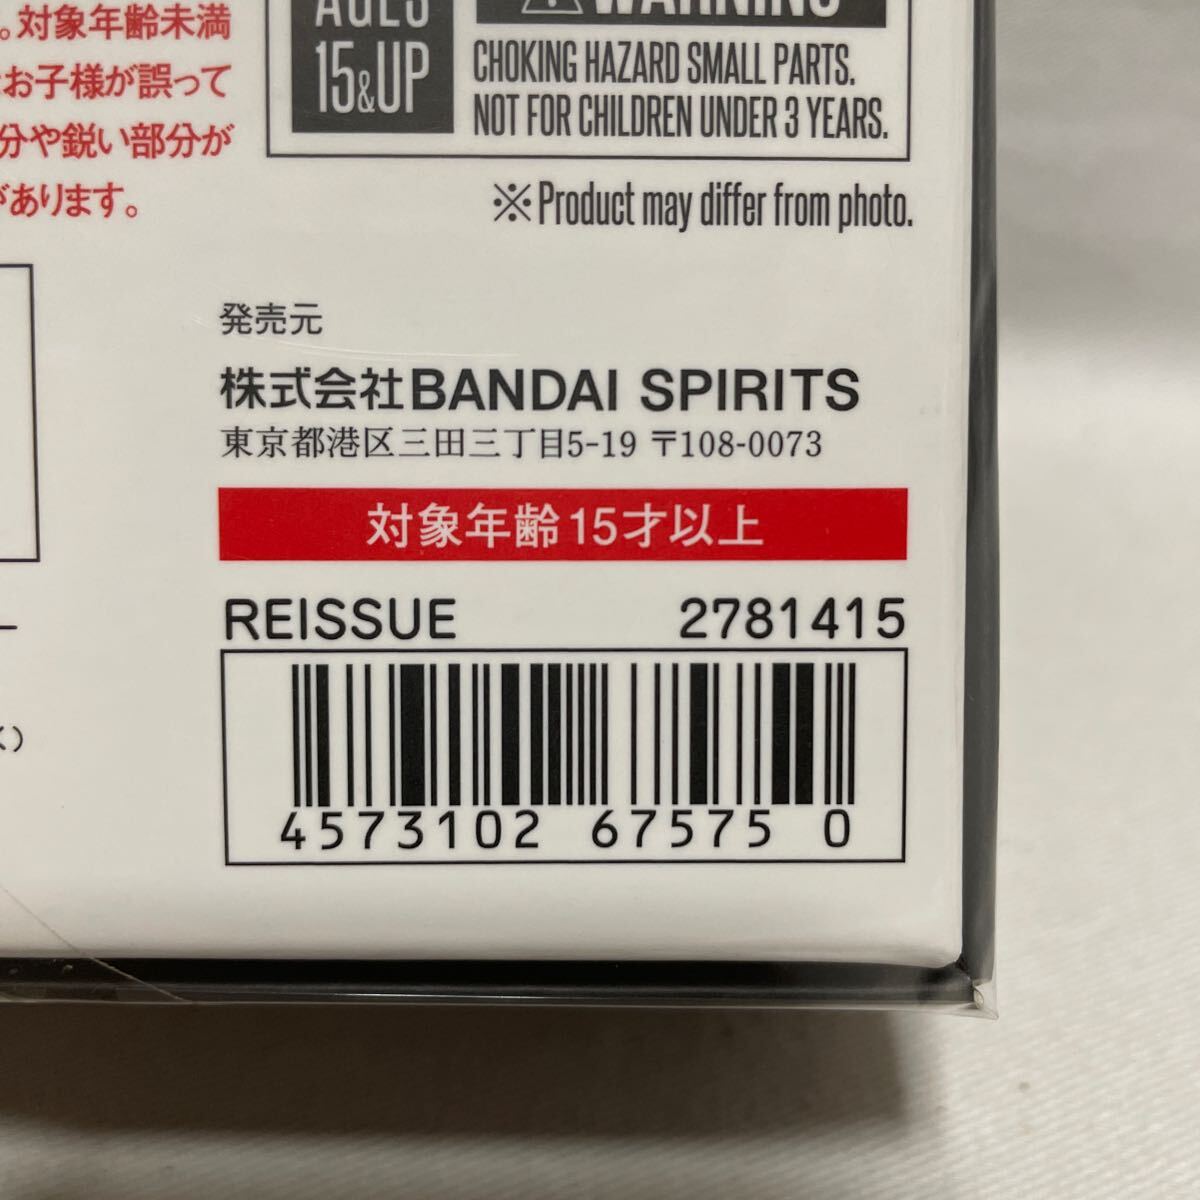 。対象年齢未満
お子様が誤って
分や鋭い部分が
があります。
AGES
15&UP
WARNING
CHOKING HAZARD SMALL PARTS.
NOT FOR CHILDREN UNDER 3 YEARS.
※Product may differ from photo.
発売元
株式会社BANDAI SPIRITS
東京都港区三田三丁目5-19 〒108-0073
対象年齢15才以上
REISSUE 2781415
4573102 67575 0